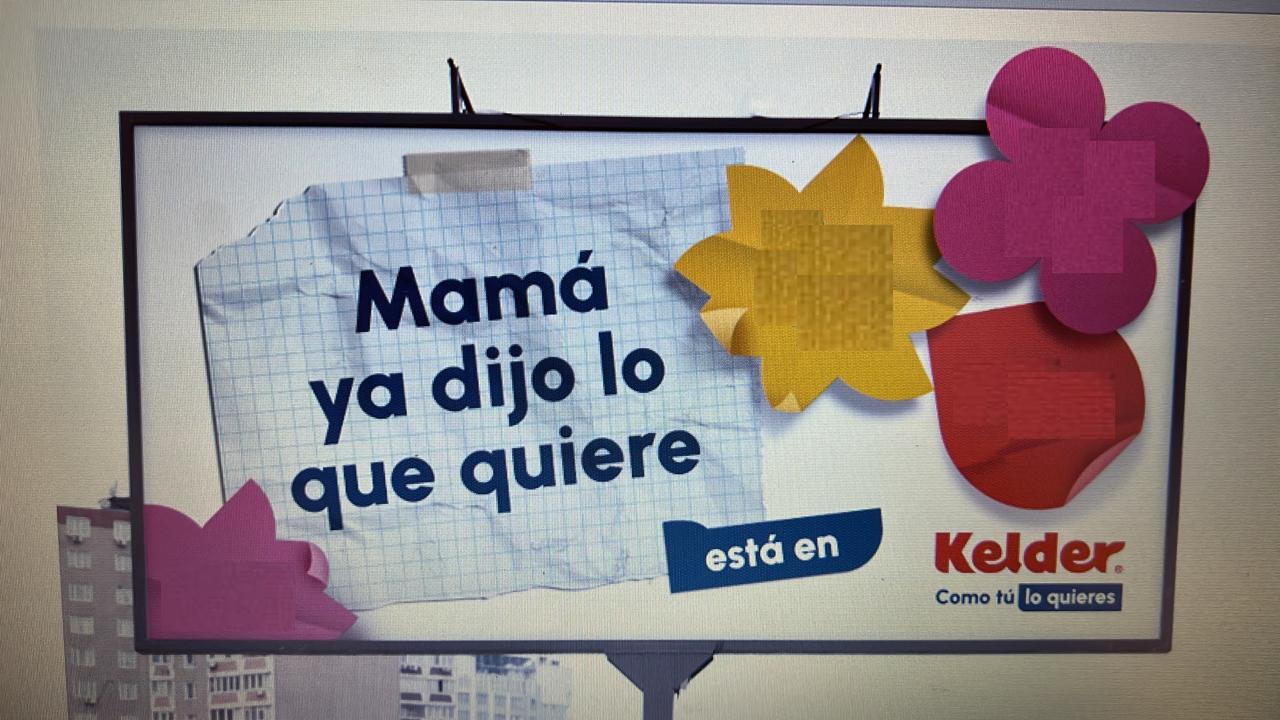 Mamá
ya dijo lo
que quiere
está en
Kelder®
Como tú lo quieres